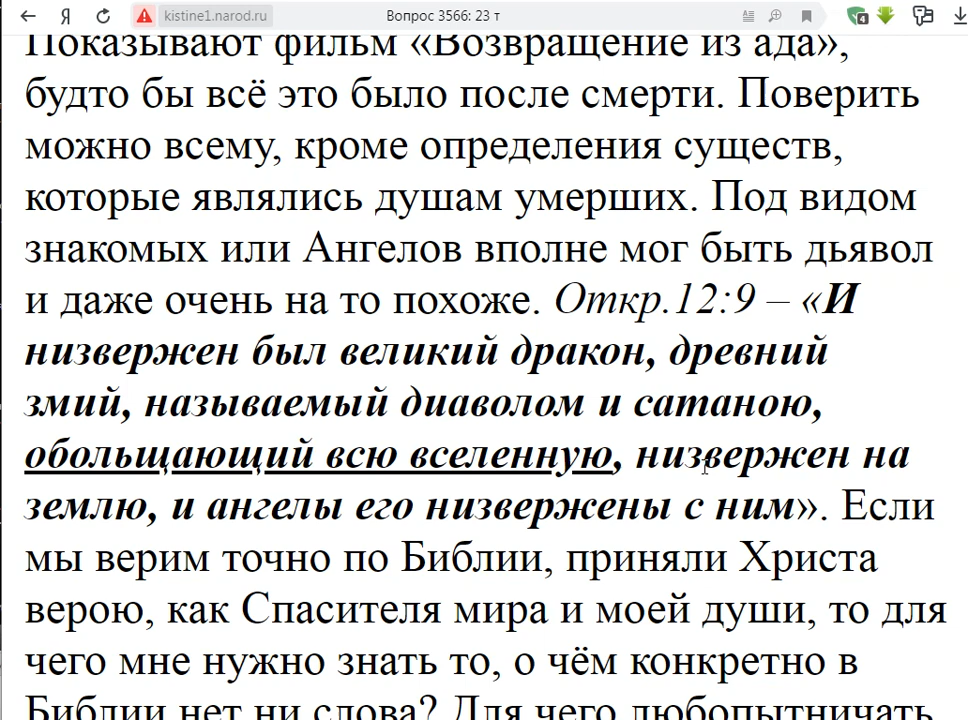 Я kistine1.narod.ru Вопрос 3566: 23 т 4
Показывают фильм «Возвращение из ада»,
будто бы всё это было после смерти. Поверить
можно всему, кроме определения существ,
которые являлись душам умерших. Под видом
знакомых или Ангелов вполне мог быть дьявол
и даже очень на то похоже. Откр.12:9 – «И
низвержен был великий дракон, древний
змий, называемый диаволом и сатаною,
обольщающий всю вселенную, низвержен на
землю, и ангелы его низвержены с ним». Если
мы верим точно по Библии, приняли Христа
верою, как Спасителя мира и моей души, то для
чего мне нужно знать то, о чём конкретно в
Библии нет ни слова? Для чего любопытничать